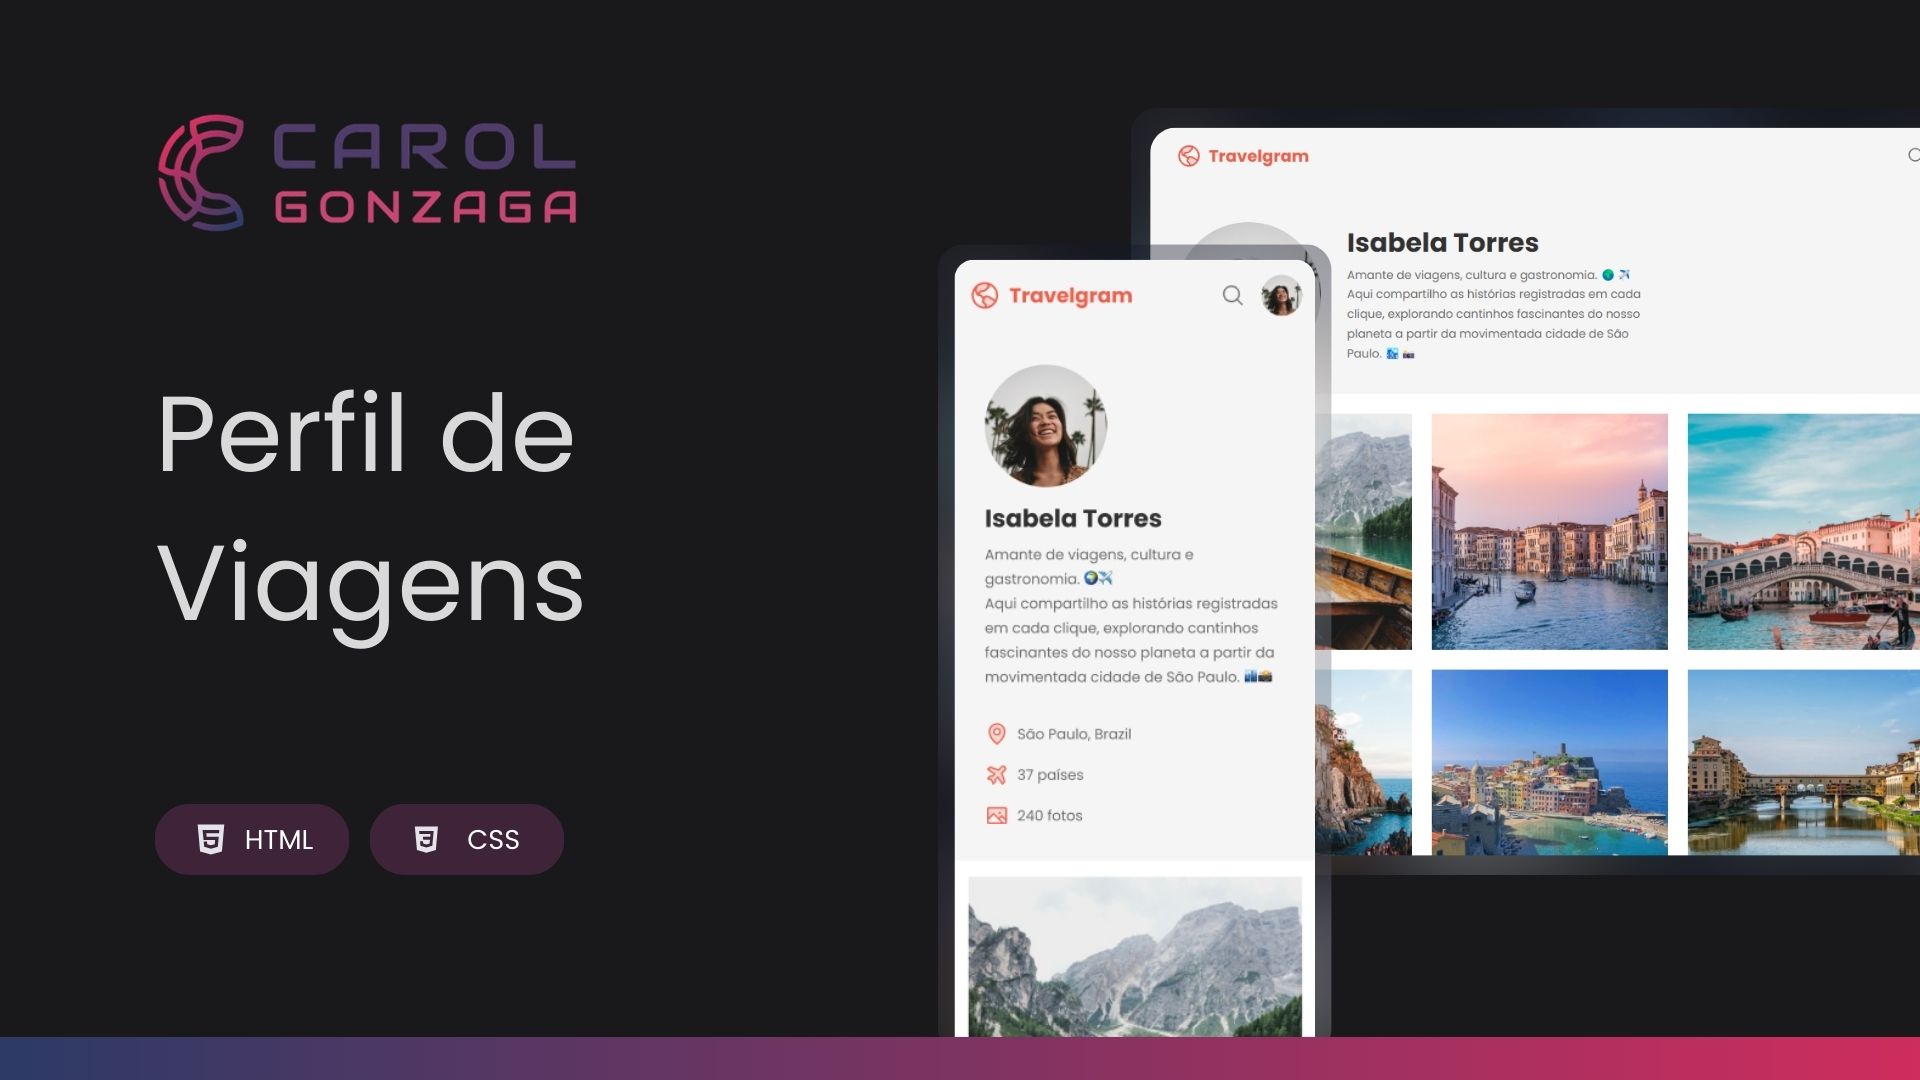 CAROL
GONZAGA
Perfil de
Viagens
HTML
CSS
Travelgram
Isabela Torres
Amante de viagens, cultura e
gastronomia. 🌍✈️
Aqui compartilho as histórias registradas
em cada clique, explorando cantinhos
fascinantes do nosso planeta a partir da
movimentada cidade de São Paulo. 🏙️📸
São Paulo, Brazil
37 países
240 fotos
Travelgram
Isabela Torres
Amante de viagens, cultura e gastronomia. 🌍 ✈️
Aqui compartilho as histórias registradas em cada
clique, explorando cantinhos fascinantes do nosso
planeta a partir da movimentada cidade de São
Paulo. 🏙️ 📸